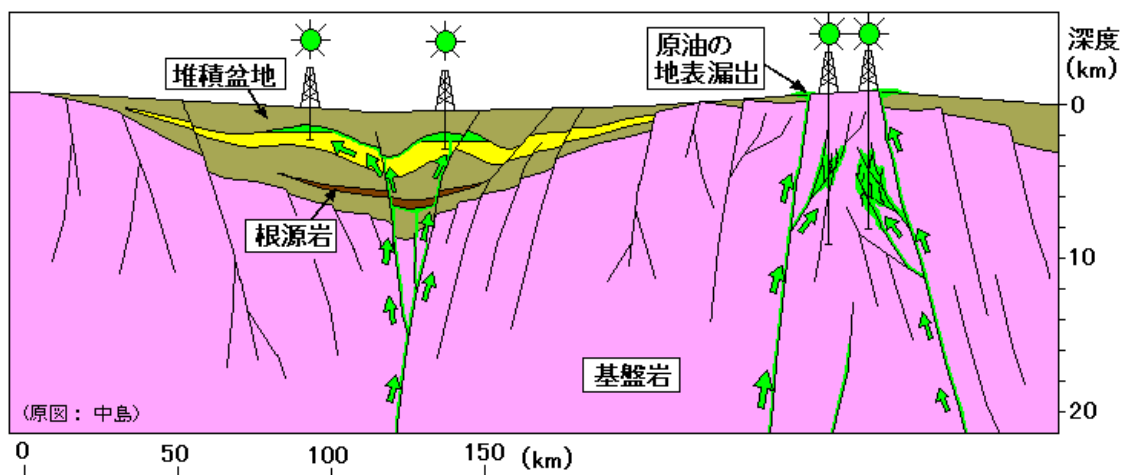 原油の
地表漏出
深度
(km)
堆積盆地
0
根源岩
10
基盤岩
20
(原図：中島)
0
50
100
150
(km)